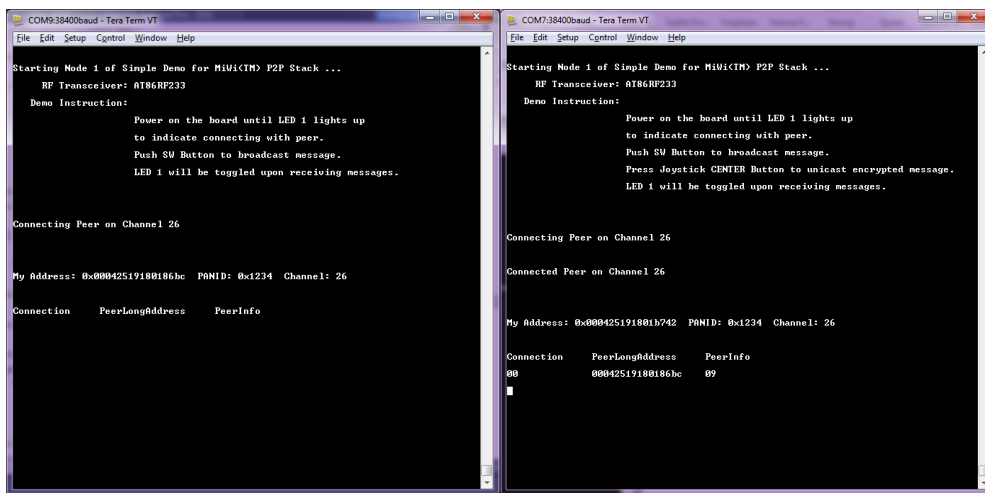 COM9:38400baud - Tera Term VT
File Edit Setup Control Window Help
Starting Node 1 of Simple Demo for MiWi(TM) P2P Stack ...
RF Transceiver: AT86RF233
Demo Instruction:
Power on the board until LED 1 lights up
to indicate connecting with peer.
Push SW Button to broadcast message.
LED 1 will be toggled upon receiving messages.
Connecting Peer on Channel 26
My Address: 0x00042519180186bc PANID: 0x1234 Channel: 26
Connection PeerLongAddress PeerInfo
COM7:38400baud - Tera Term VT
File Edit Setup Control Window Help
Starting Node 1 of Simple Demo for MiWi(TM) P2P Stack ...
RF Transceiver: AT86RF233
Demo Instruction:
Power on the board until LED 1 lights up
to indicate connecting with peer.
Push SW Button to broadcast message.
Press Joystick CENTER Button to unicast encrypted message.
LED 1 will be toggled upon receiving messages.
Connecting Peer on Channel 26
Connected Peer on Channel 26
My Address: 0x000425191801b742 PANID: 0x1234 Channel: 26
Connection PeerLongAddress PeerInfo
00 00042519180186bc 09